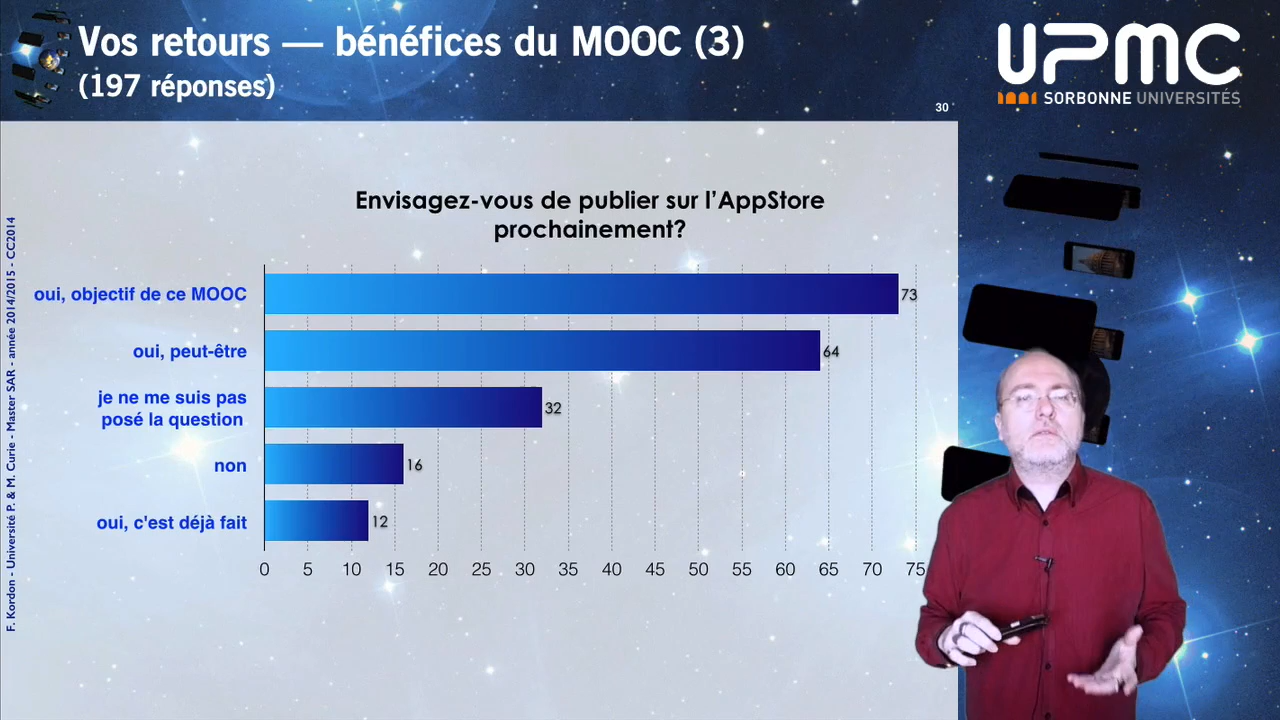 Vos retours — bénéfices du MOOC (3)
(197 réponses)
30
UPMC
SORBONNE UNIVERSITÉS
F. Kordon - Université P. & M. Curie - Master SAR - année 2014/2015 - CC2014
Envisagez-vous de publier sur l'AppStore
prochainement?
oui, objectif de ce MOOC
73
oui, peut-être
64
je ne me suis pas
posé la question
32
non
16
oui, c'est déjà fait
12
0 5 10 15 20 25 30 35 40 45 50 55 60 65 70 75